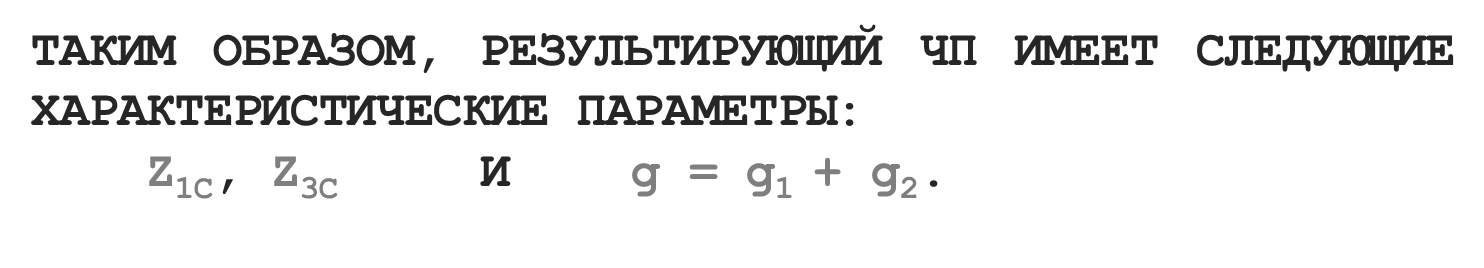 ТАКИМ ОБРАЗОМ, РЕЗУЛЬТИРУЮЩИЙ ЧП ИМЕЕТ СЛЕДУЮЩИЕ
ХАРАКТЕРИСТИЧЕСКИЕ ПАРАМЕТРЫ:
Z₁C, Z₃C И g = g₁ + g₂.